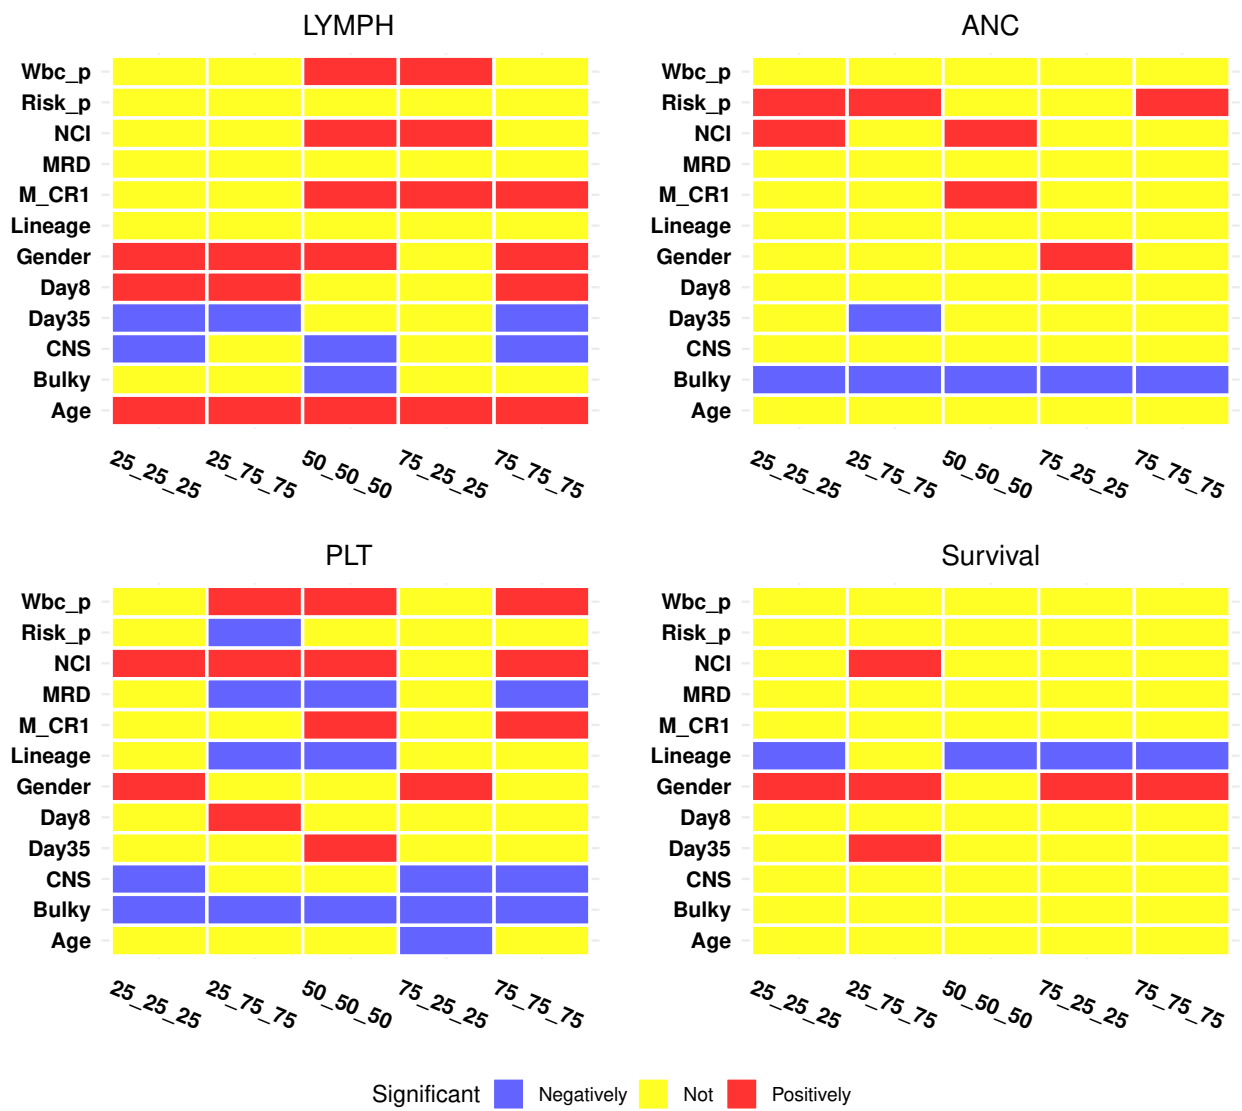 LYMPH
Wbc_p
Risk_p
NCI
MRD
M_CR1
Lineage
Gender
Day8
Day35
CNS
Bulky
Age
25_25_25
25_75_75
50_50_50
75_25_25
75_75_75
ANC
Wbc_p
Risk_p
NCI
MRD
M_CR1
Lineage
Gender
Day8
Day35
CNS
Bulky
Age
25_25_25
25_75_75
50_50_50
75_25_25
75_75_75
PLT
Wbc_p
Risk_p
NCI
MRD
M_CR1
Lineage
Gender
Day8
Day35
CNS
Bulky
Age
25_25_25
25_75_75
50_50_50
75_25_25
75_75_75
Survival
Wbc_p
Risk_p
NCI
MRD
M_CR1
Lineage
Gender
Day8
Day35
CNS
Bulky
Age
25_25_25
25_75_75
50_50_50
75_25_25
75_75_75
Significant Negatively Not Positively